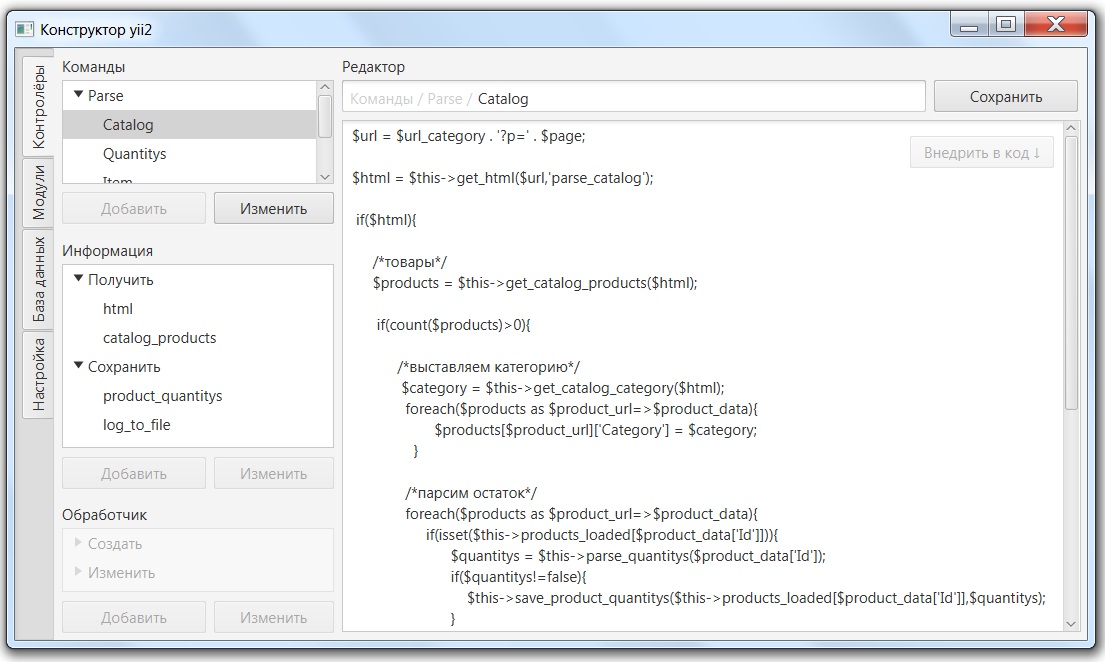 Конструктор yii2
Контролёры
Модули
База данных
Настройка
Команды
Parse
Catalog
Quantitys
Item
Добавить
Изменить
Информация
Получить
html
catalog_products
Сохранить
product_quantitys
log_to_file
Добавить
Изменить
Обработчик
Создать
Изменить
Добавить
Изменить
Редактор
Команды / Parse / Catalog
Сохранить
Внедрить в код ↓
$url = $url_category . '?p=' . $page;
$html = $this->get_html($url,'parse_catalog');
if($html){
/*товары*/
$products = $this->get_catalog_products($html);
if(count($products)>0){
/*выставляем категорию*/
$category = $this->get_catalog_category($html);
foreach($products as $product_url=>$product_data){
$products[$product_url]['Category'] = $category;
}
/*парсим остаток*/
foreach($products as $product_url=>$product_data){
if(isset($this->products_loaded[$product_data['Id']])){
$quantitys = $this->parse_quantitys($product_data['Id']);
if($quantitys!=false){
$this->save_product_quantitys($this->products_loaded[$product_data['Id']],$quantitys);
}